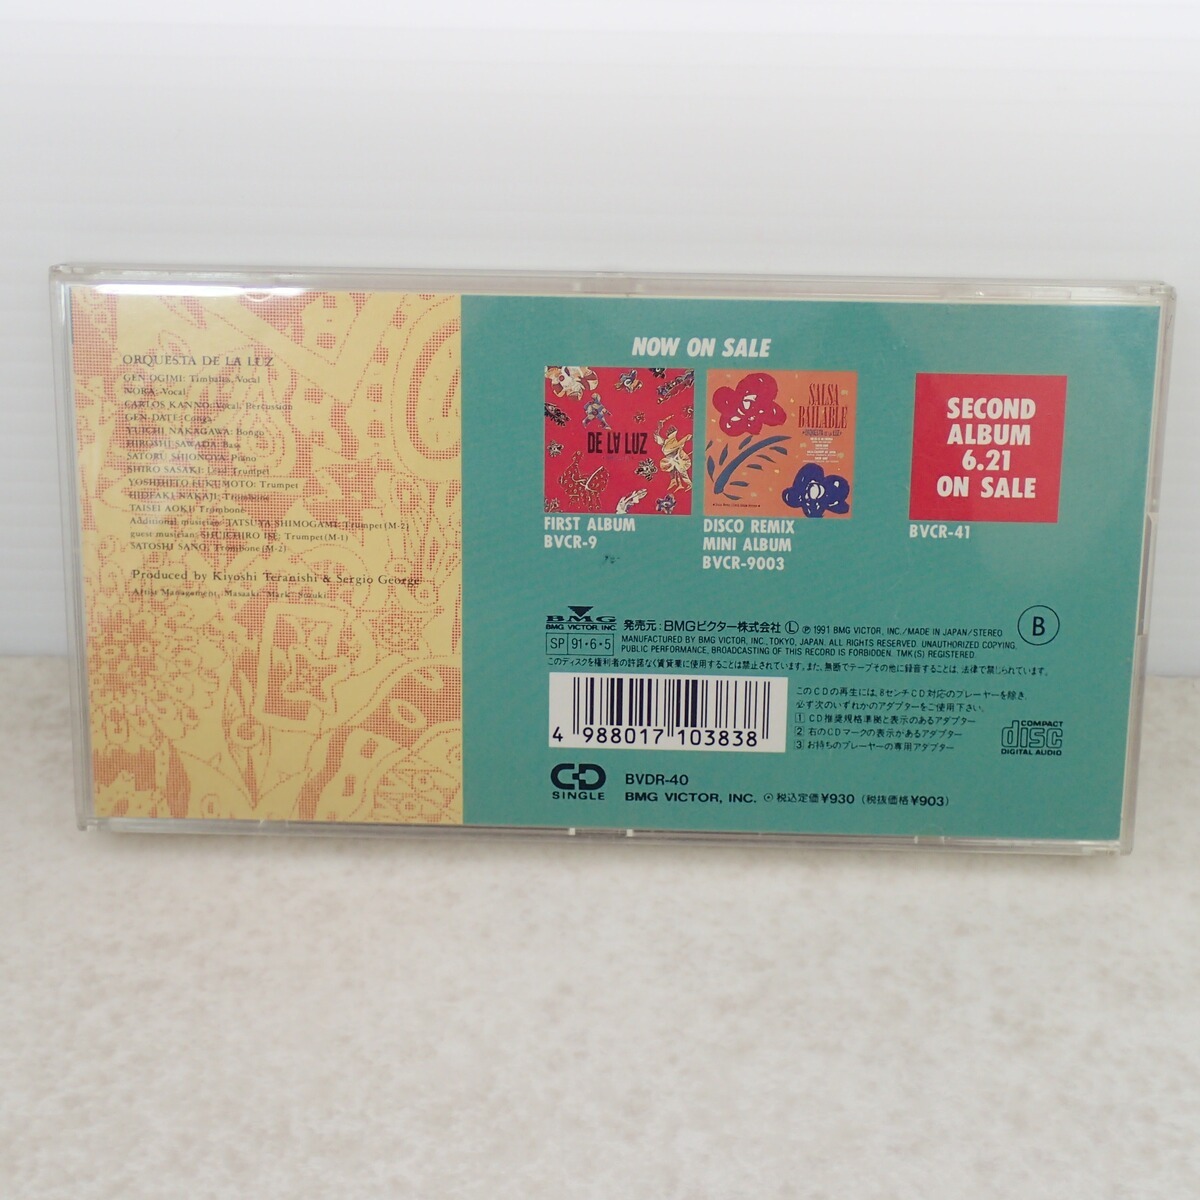 ORQUESTA DE LA LUZ
GEN OGIMI: Timbales, Vocal
NORA: Vocal
CARLOS KANNO: Vocal, Percussion
GEN DATE: Conga
YUICHI NAKAGAWA: Bongo
HIROSHI SAWADA: Bass
SATORU SHIONOYA: Piano
SHIRO SASAKI: Lead Trumpet
YOSHIHITO FUKUMOTO: Trumpet
HIDEAKI NAKAJI: Trombone
TAISEI AOKI: Trombone
Additional musician: TATSUYA SHIMOGAMI: Trumpet(M-2)
guest musician: SHUICHIRO ISE: Trumpet(M-1)
SATOSHI SANO: Trombone(M-2)
Produced by Kiyoshi Teranishi & Sergio George
Artist Management: Masaaki "Mark" Suzuki
NOW ON SALE
DE LA LUZ
SALSA
BAILABLE
SECOND
ALBUM
6.21
ON SALE
FIRST ALBUM
BVCR-9
DISCO REMIX
MINI ALBUM
BVCR-9003
BVCR-41
BMG
BMG VICTOR, INC.
発売元：BMGビクター株式会社 Ⓛ ℗ 1991 BMG VICTOR, INC./MADE IN JAPAN/STEREO.
SP 91・6・5
MANUFACTURED BY BMG VICTOR, INC., TOKYO, JAPAN. ALL RIGHTS RESERVED. UNAUTHORIZED COPYING,
PUBLIC PERFORMANCE, BROADCASTING OF THIS RECORD IS FORBIDDEN. TMK(S) REGISTERED.
このディスクを権利者の許諾なく賃貸業に使用することは禁止されています。また、無断でテープその他に録音することは、法律で禁じられています。
B
4 988017 103838
このCDの再生には、8センチCD対応のプレーヤーを除き、
必ず次のいずれかのアダプターをご使用下さい。
1 CD推奨規格準拠と表示のあるアダプター
2 右のCDマークの表示があるアダプター
3 お持ちのプレーヤーの専用アダプター
COMPACT
disc
DIGITAL AUDIO
CD
SINGLE
BVDR-40
BMG VICTOR, INC. ⊙税込定価¥930（税抜価格¥903）